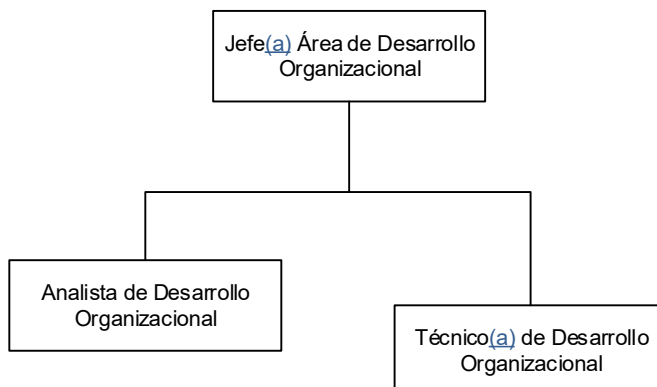 Jefe(a) Área de Desarrollo
Organizacional
Analista de Desarrollo
Organizacional
Técnico(a) de Desarrollo
Organizacional